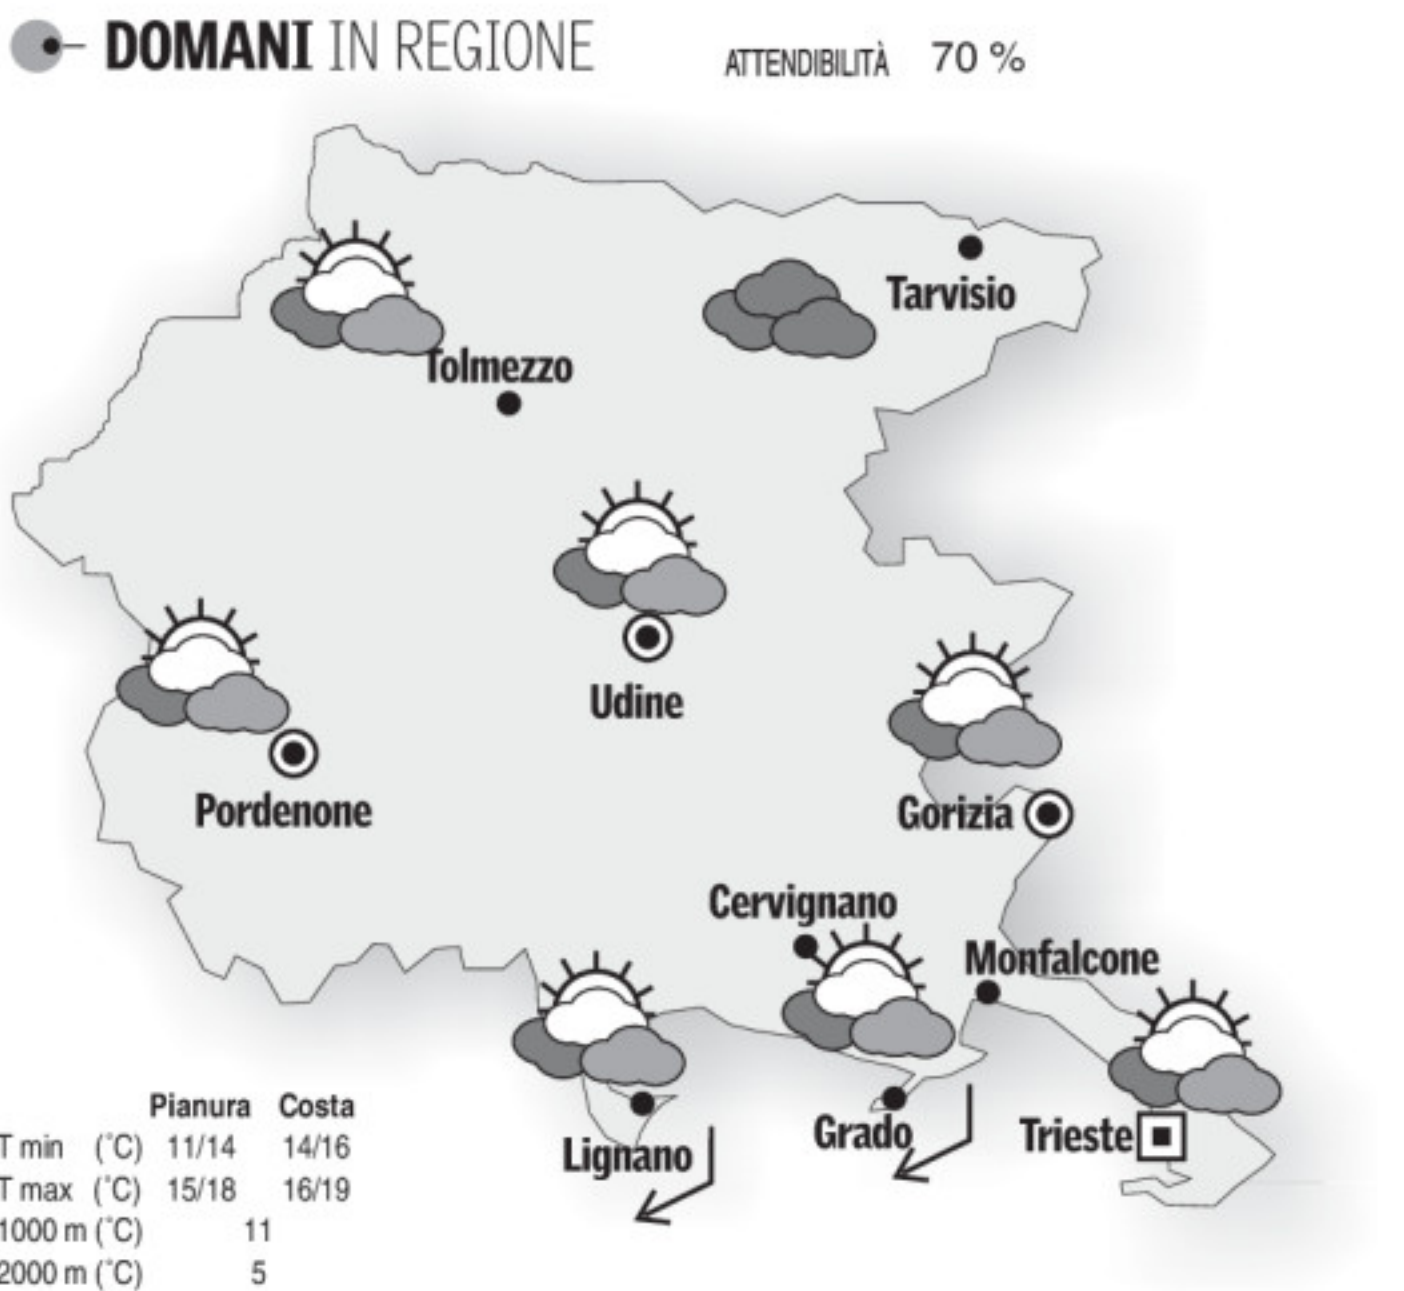 DOMANI IN REGIONE
ATTENDIBILITÀ 70 %
Tarvisio
Tolmezzo
Udine
Pordenone
Gorizia
Cervignano
Monfalcone
Grado
Trieste
Lignano
Pianura Costa
T min (°C) 11/14 14/16
T max (°C) 15/18 16/19
1000 m (°C) 11
2000 m (°C) 5